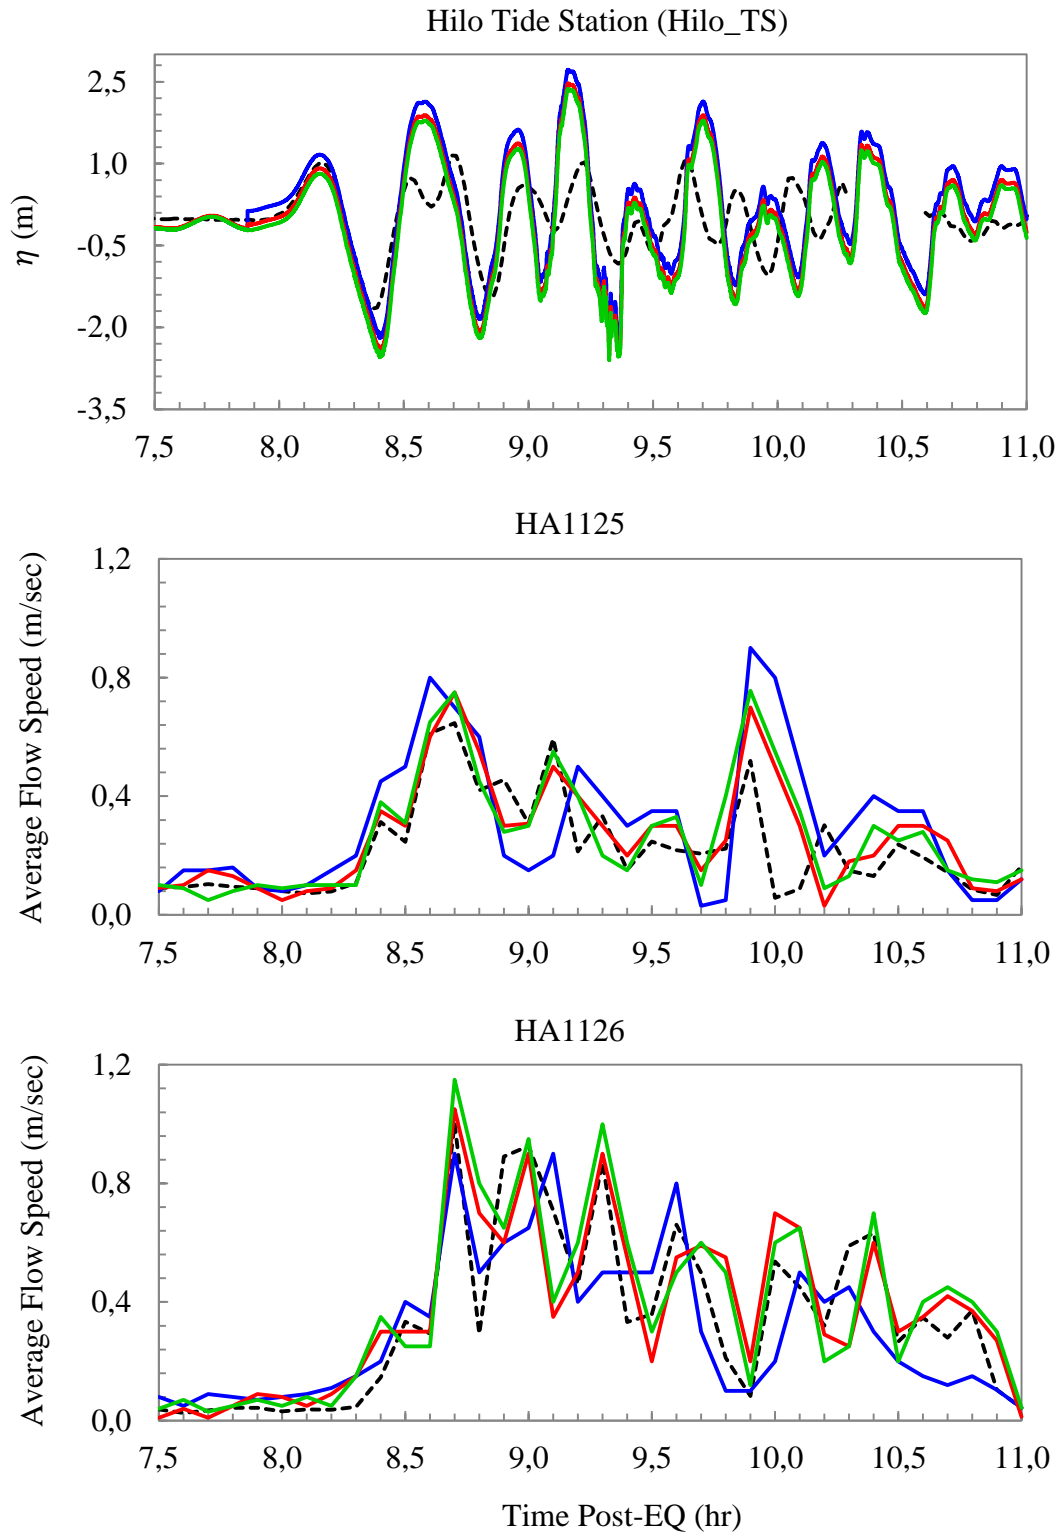 Hilo Tide Station (Hilo_TS)
η (m)
2,5
1,0
-0,5
-2,0
-3,5
7,5 8,0 8,5 9,0 9,5 10,0 10,5 11,0
HA1125
Average Flow Speed (m/sec)
1,2
0,8
0,4
0,0
7,5 8,0 8,5 9,0 9,5 10,0 10,5 11,0
HA1126
Average Flow Speed (m/sec)
1,2
0,8
0,4
0,0
7,5 8,0 8,5 9,0 9,5 10,0 10,5 11,0
Time Post-EQ (hr)